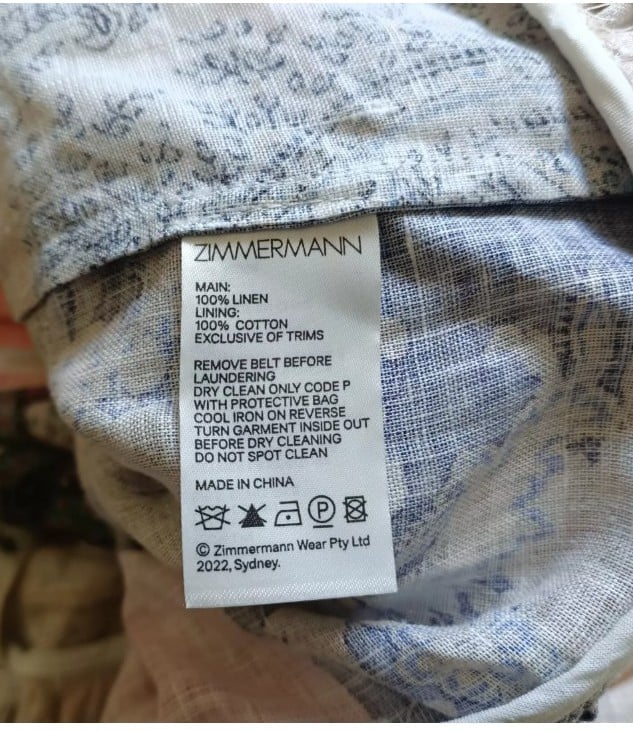 ZIMMERMANN
MAIN:
100% LINEN
LINING:
100% COTTON
EXCLUSIVE OF TRIMS
REMOVE BELT BEFORE
LAUNDERING
DRY CLEAN ONLY CODE P
WITH PROTECTIVE BAG
COOL IRON ON REVERSE
TURN GARMENT INSIDE OUT
BEFORE DRY CLEANING
DO NOT SPOT CLEAN
MADE IN CHINA
P
© Zimmermann Wear Pty Ltd
2022, Sydney.